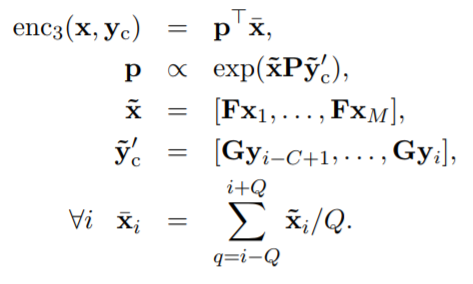 enc₃(x, y_c) = p^⊤ x̄,
p ∝ exp(x̃Pỹ′_c),
x̃ = [Fx₁, . . . , Fx_M],
ỹ′_c = [Gy_{i−C+1}, . . . , Gy_i],
∀i x̄_i = ∑_{q=i−Q}^{i+Q} x̃_i/Q.